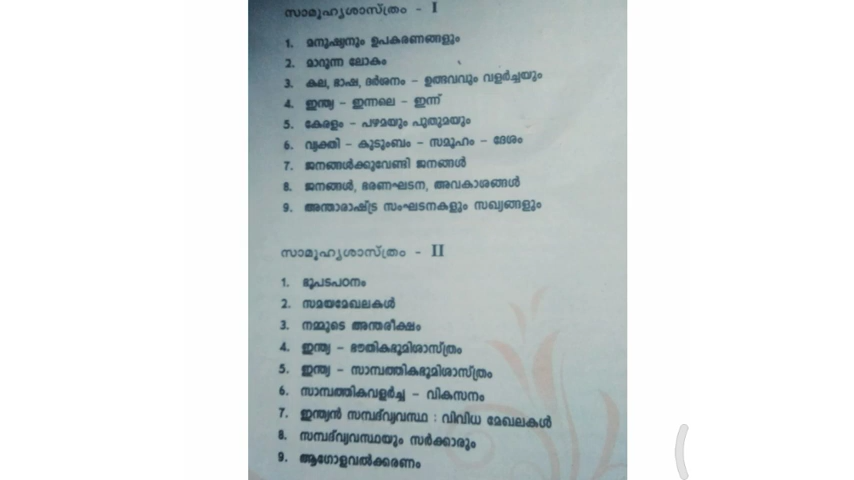 സാമൂഹ്യശാസ്ത്രം - I
1. മനുഷ്യനും ഉപകരണങ്ങളും
2. മാറുന്ന ലോകം
3. കല, ഭാഷ, ദർശനം - ഉത്ഭവവും വളർച്ചയും
4. ഇന്ത്യ - ഇന്നലെ - ഇന്ന്
5. കേരളം - പഴമയും പുതുമയും
6. വ്യക്തി - കുടുംബം - സമൂഹം - ദേശം
7. ജനങ്ങൾക്കുവേണ്ടി ജനങ്ങൾ
8. ജനങ്ങൾ, ഭരണഘടന, അവകാശങ്ങൾ
9. അന്താരാഷ്ട്ര സംഘടനകളും സഖ്യങ്ങളും
സാമൂഹ്യശാസ്ത്രം - II
1. ഭൂപടപഠനം
2. സമയമേഖലകൾ
3. നമ്മുടെ അന്തരീക്ഷം
4. ഇന്ത്യ - ഭൗതികഭൂമിശാസ്ത്രം
5. ഇന്ത്യ - സാമ്പത്തികഭൂമിശാസ്ത്രം
6. സാമ്പത്തികവളർച്ച - വികസനം
7. ഇന്ത്യൻ സമ്പദ്‌വ്യവസ്ഥ : വിവിധ മേഖലകൾ
8. സമ്പദ്‌വ്യവസ്ഥയും സർക്കാരും
9. ആഗോളവൽക്കരണം